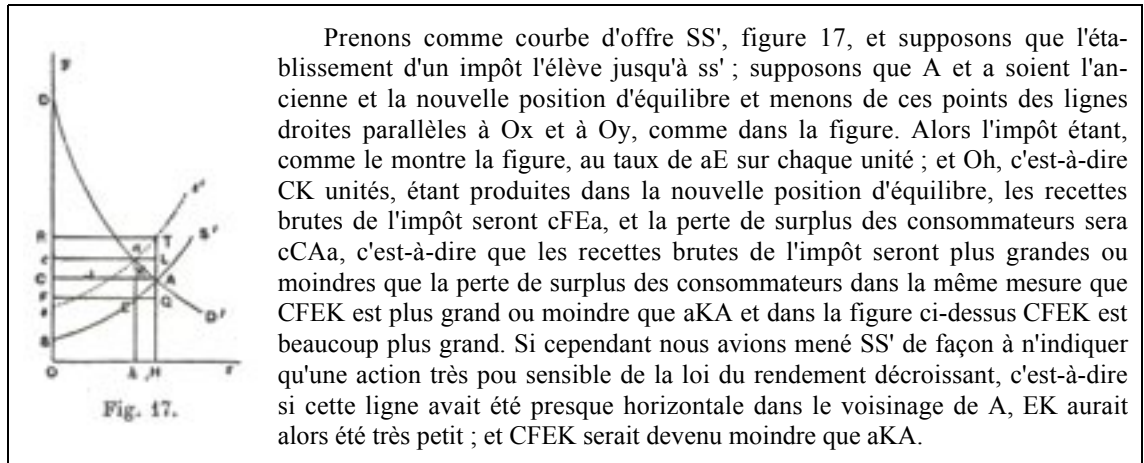 Prenons comme courbe d'offre SS', figure 17, et supposons que l'éta-
blissement d'un impôt l'élève jusqu'à ss' ; supposons que A et a soient l'an-
cienne et la nouvelle position d'équilibre et menons de ces points des lignes
droites parallèles à Ox et à Oy, comme dans la figure. Alors l'impôt étant,
comme le montre la figure, au taux de aE sur chaque unité ; et Oh, c'est-à-dire
CK unités, étant produites dans la nouvelle position d'équilibre, les recettes
brutes de l'impôt seront cFEa, et la perte de surplus des consommateurs sera
cCAa, c'est-à-dire que les recettes brutes de l'impôt seront plus grandes ou
moindres que la perte de surplus des consommateurs dans la même mesure que
CFEK est plus grand ou moindre que aKA et dans la figure ci-dessus CFEK est
beaucoup plus grand. Si cependant nous avions mené SS' de façon à n'indiquer
qu'une action très pou sensible de la loi du rendement décroissant, c'est-à-dire
si cette ligne avait été presque horizontale dans le voisinage de A, EK aurait
alors été très petit ; et CFEK serait devenu moindre que aKA.
D
S'
R
T
c
L
C
A
F
E
G
D'
O
H
Fig. 17.